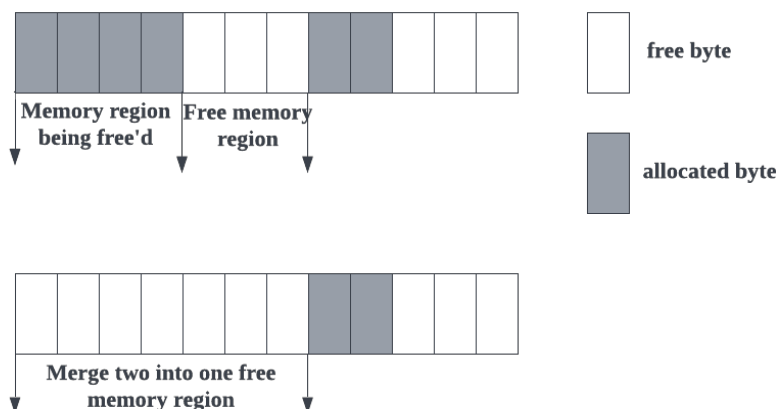 free byte
Memory region
being free'd
Free memory
region
allocated byte
Merge two into one free
memory region